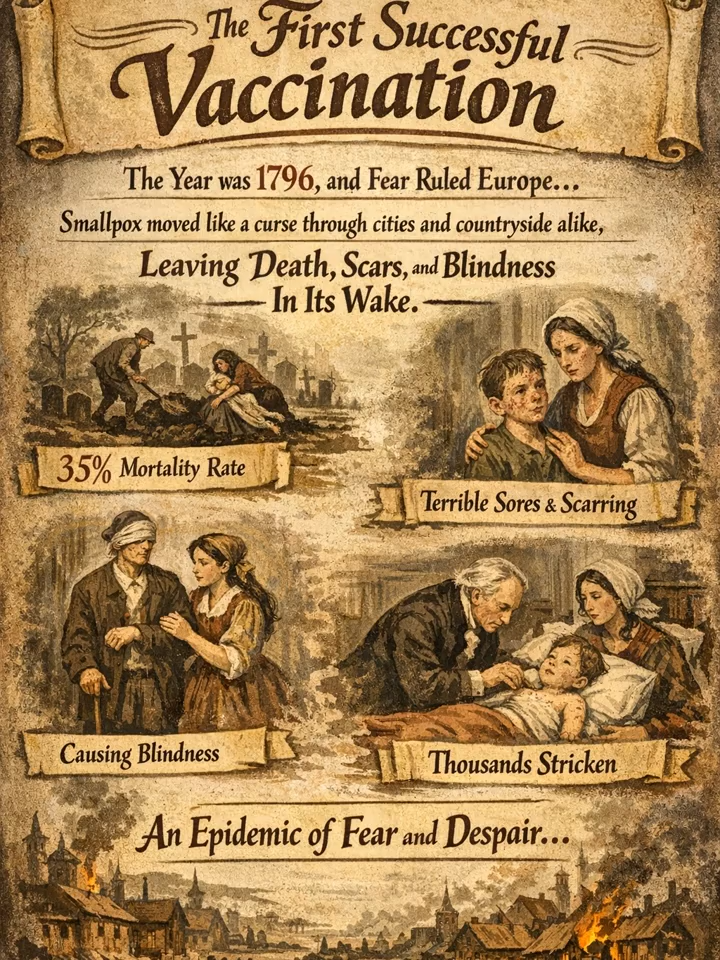 The First Successful
Vaccination
The Year was 1796, and Fear Ruled Europe...
Smallpox moved like a curse through cities and countryside alike,
Leaving Death, Scars, and Blindness
In Its Wake.
35% Mortality Rate
Terrible Sores & Scarring
Causing Blindness
Thousands Stricken
An Epidemic of Fear and Despair...